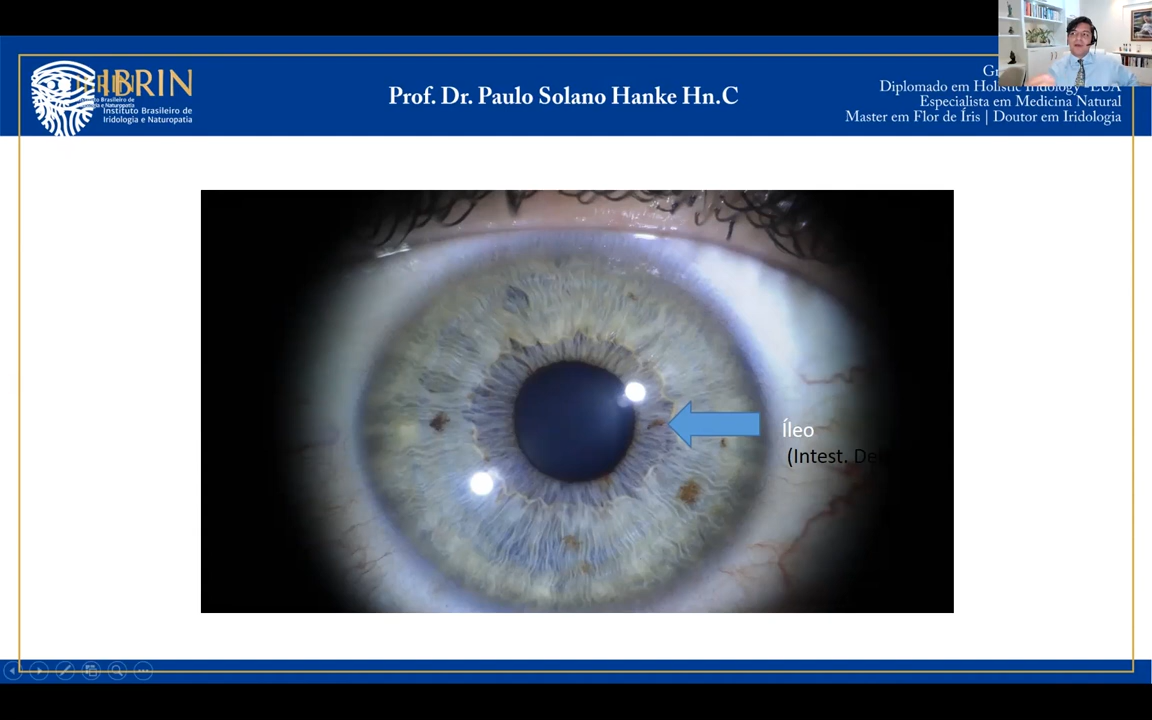 IBRIN
Instituto Brasileiro de
Iridologia e Naturopatia
Prof. Dr. Paulo Solano Hanke Hn.C
Diplomado em Holistic Iridology
EUA
Especialista em Medicina Natural
Master em Flor de Íris | Doutor em Iridologia
Íleo
(Intest.